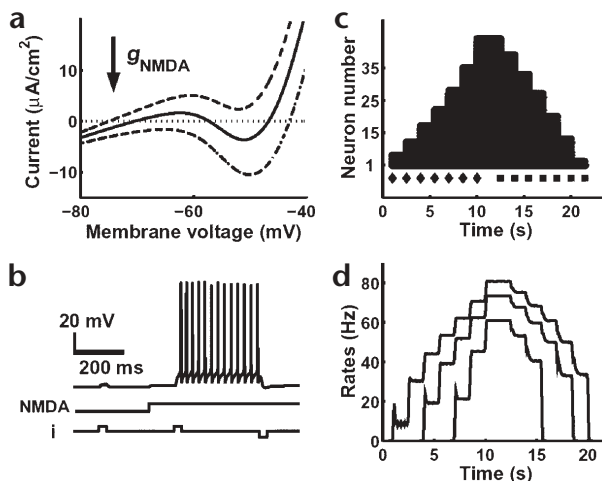 a
g NMDA
Current (µA/cm²)
10
0
−10
−80
−60
−40
Membrane voltage (mV)
b
20 mV
200 ms
NMDA
i
c
Neuron number
35
25
15
1
0
5
10
15
20
Time (s)
d
Rates (Hz)
80
60
40
20
0
0
5
10
15
20
Time (s)